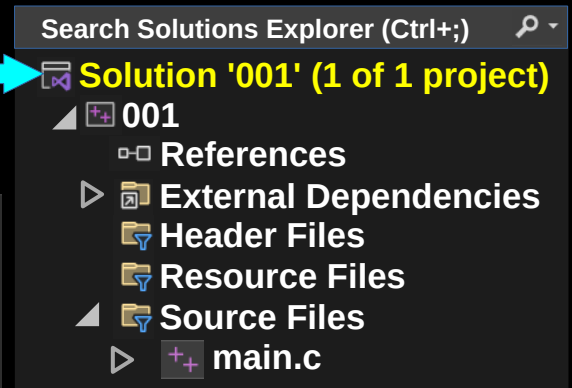 Search Solutions Explorer (Ctrl+;)
Solution '001' (1 of 1 project)
001
References
External Dependencies
Header Files
Resource Files
Source Files
main.c